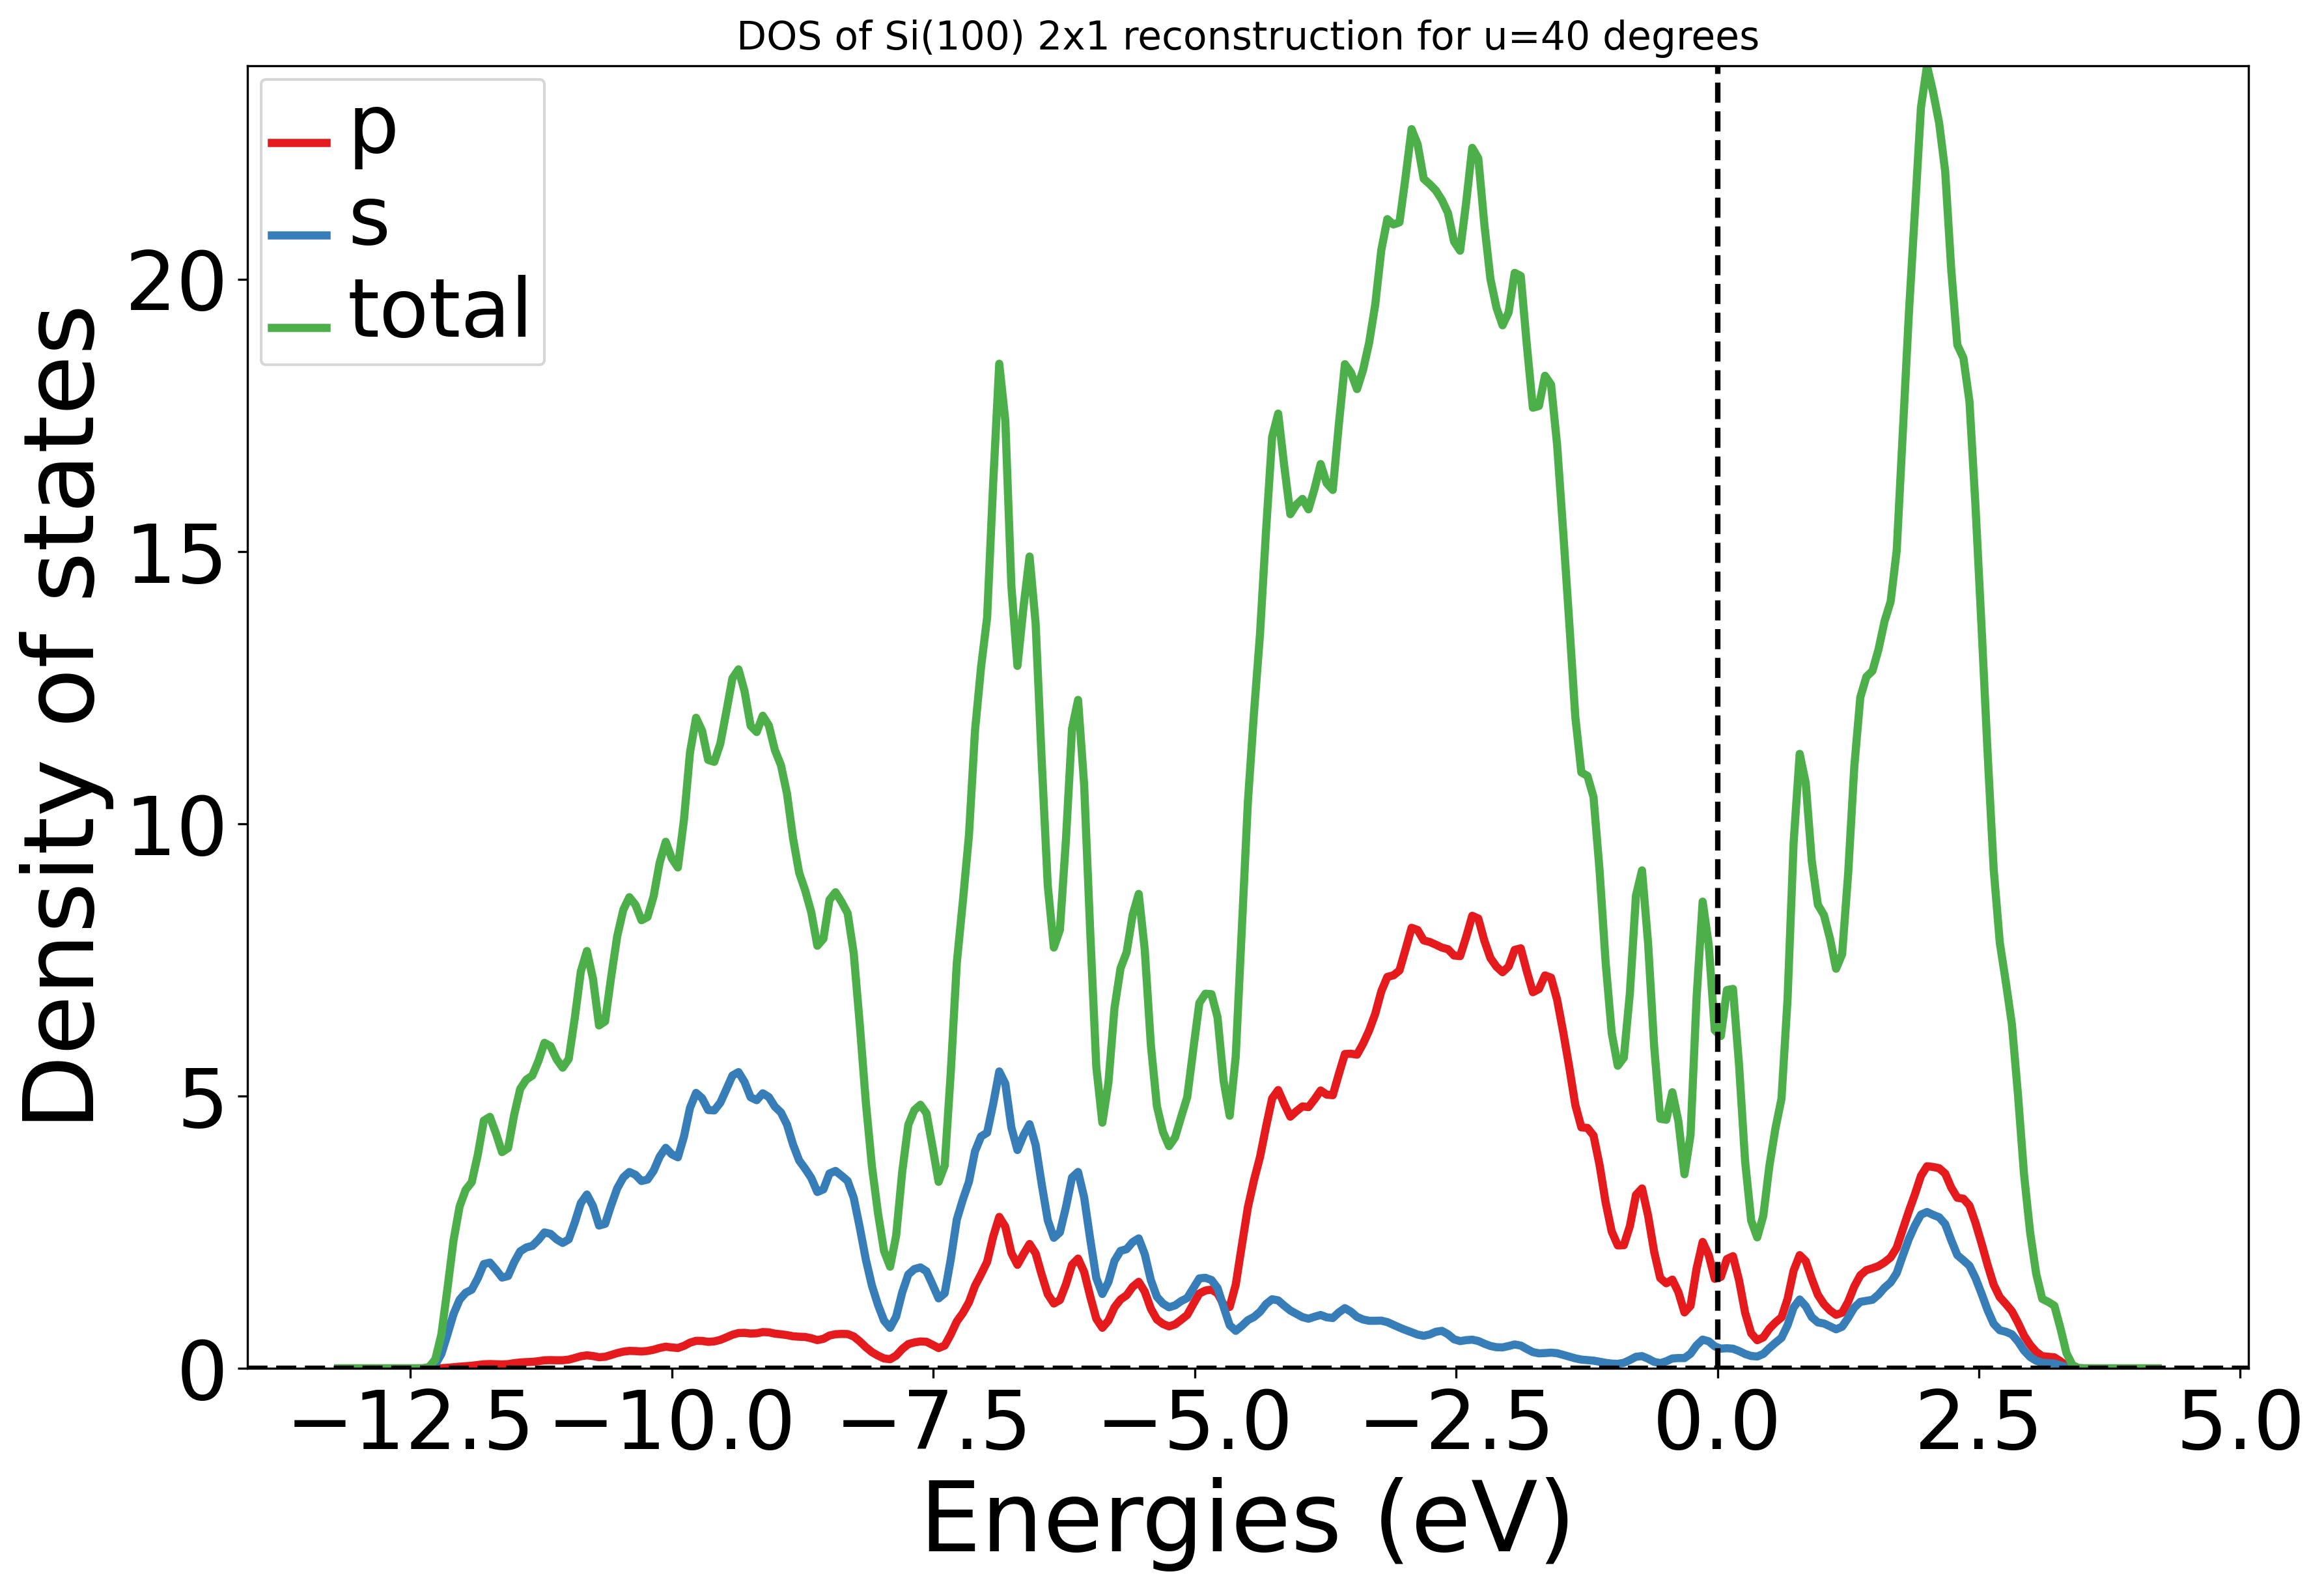 DOS of Si(100) 2x1 reconstruction for u=40 degrees
p
s
total
Density of states
20
15
10
5
0
−12.5 −10.0 −7.5 −5.0 −2.5 0.0 2.5 5.0
Energies (eV)